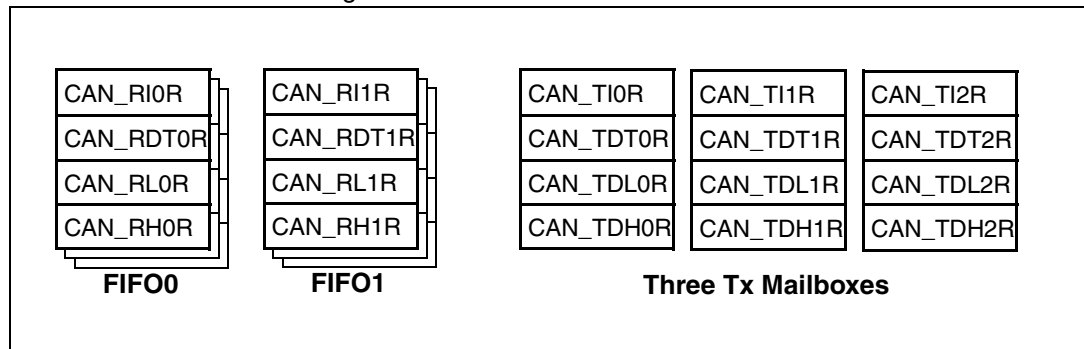 CAN_RI0R CAN_RI1R CAN_TI0R CAN_TI1R CAN_TI2R
CAN_RDT0R CAN_RDT1R CAN_TDT0R CAN_TDT1R CAN_TDT2R
CAN_RL0R CAN_RL1R CAN_TDL0R CAN_TDL1R CAN_TDL2R
CAN_RH0R CAN_RH1R CAN_TDH0R CAN_TDH1R CAN_TDH2R
FIFO0 FIFO1 Three Tx Mailboxes